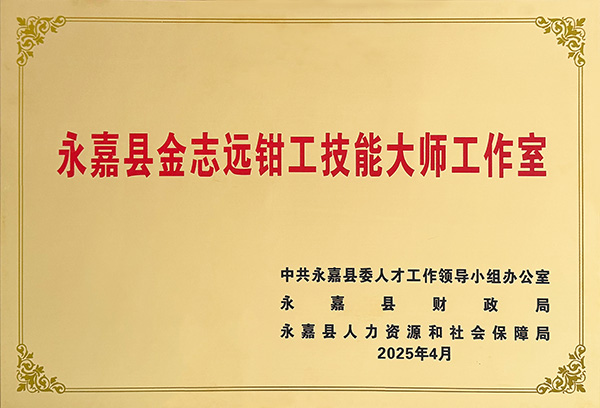 永嘉县金志远钳工技能大师工作室
中共永嘉县委人才工作领导小组办公室
永嘉县财政局
永嘉县人力资源和社会保障局
2025年4月